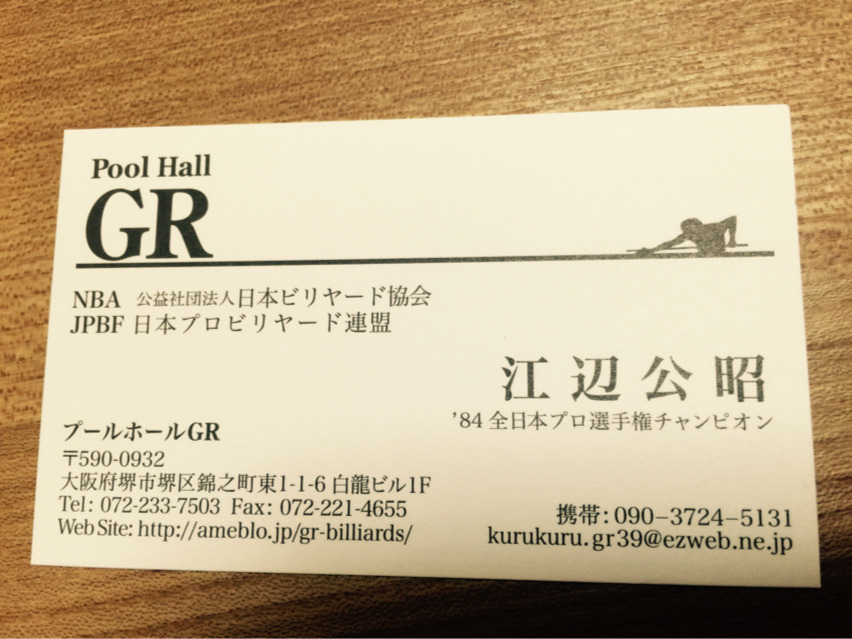 Pool Hall
GR
NBA 公益社団法人日本ビリヤード協会
JPBF 日本プロビリヤード連盟
江辺公昭
'84 全日本プロ選手権チャンピオン
プールホールGR
〒590-0932
大阪府堺市堺区錦之町東1-1-6 白龍ビル1F
Tel: 072-233-7503 Fax: 072-221-4655
Web Site: http://ameblo.jp/gr-billiards/
携帯:090-3724-5131
kurukuru.gr39@ezweb.ne.jp